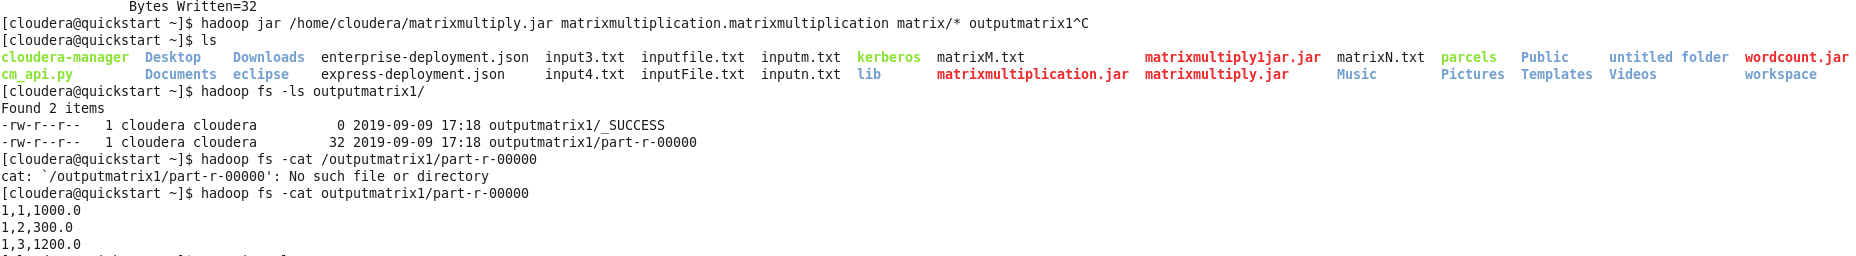 Bytes Written=32
[cloudera@quickstart ~]$ hadoop jar /home/cloudera/matrixmultiply.jar matrixmultiplication.matrixmultiplication matrix/* outputmatrix1^C
[cloudera@quickstart ~]$ ls
cloudera-manager  Desktop    Downloads  enterprise-deployment.json  input3.txt  inputfile.txt  inputm.txt  kerberos  matrixM.txt               matrixmultiply1jar.jar  matrixN.txt  parcels   Public     untitled folder  wordcount.jar
cm_api.py         Documents  eclipse    express-deployment.json     input4.txt  inputFile.txt  inputn.txt  lib       matrixmultiplication.jar  matrixmultiply.jar      Music        Pictures  Templates  Videos           workspace
[cloudera@quickstart ~]$ hadoop fs -ls outputmatrix1/
Found 2 items
-rw-r--r--   1 cloudera cloudera          0 2019-09-09 17:18 outputmatrix1/_SUCCESS
-rw-r--r--   1 cloudera cloudera         32 2019-09-09 17:18 outputmatrix1/part-r-00000
[cloudera@quickstart ~]$ hadoop fs -cat /outputmatrix1/part-r-00000
cat: `/outputmatrix1/part-r-00000': No such file or directory
[cloudera@quickstart ~]$ hadoop fs -cat outputmatrix1/part-r-00000
1,1,1000.0
1,2,300.0
1,3,1200.0